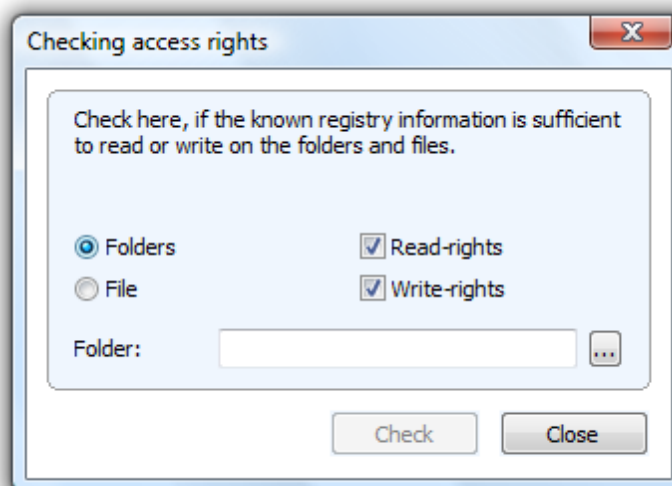 Checking access rights
Check here, if the known registry information is sufficient
to read or write on the folders and files.
Folders
Read-rights
File
Write-rights
Folder:
...
Check
Close